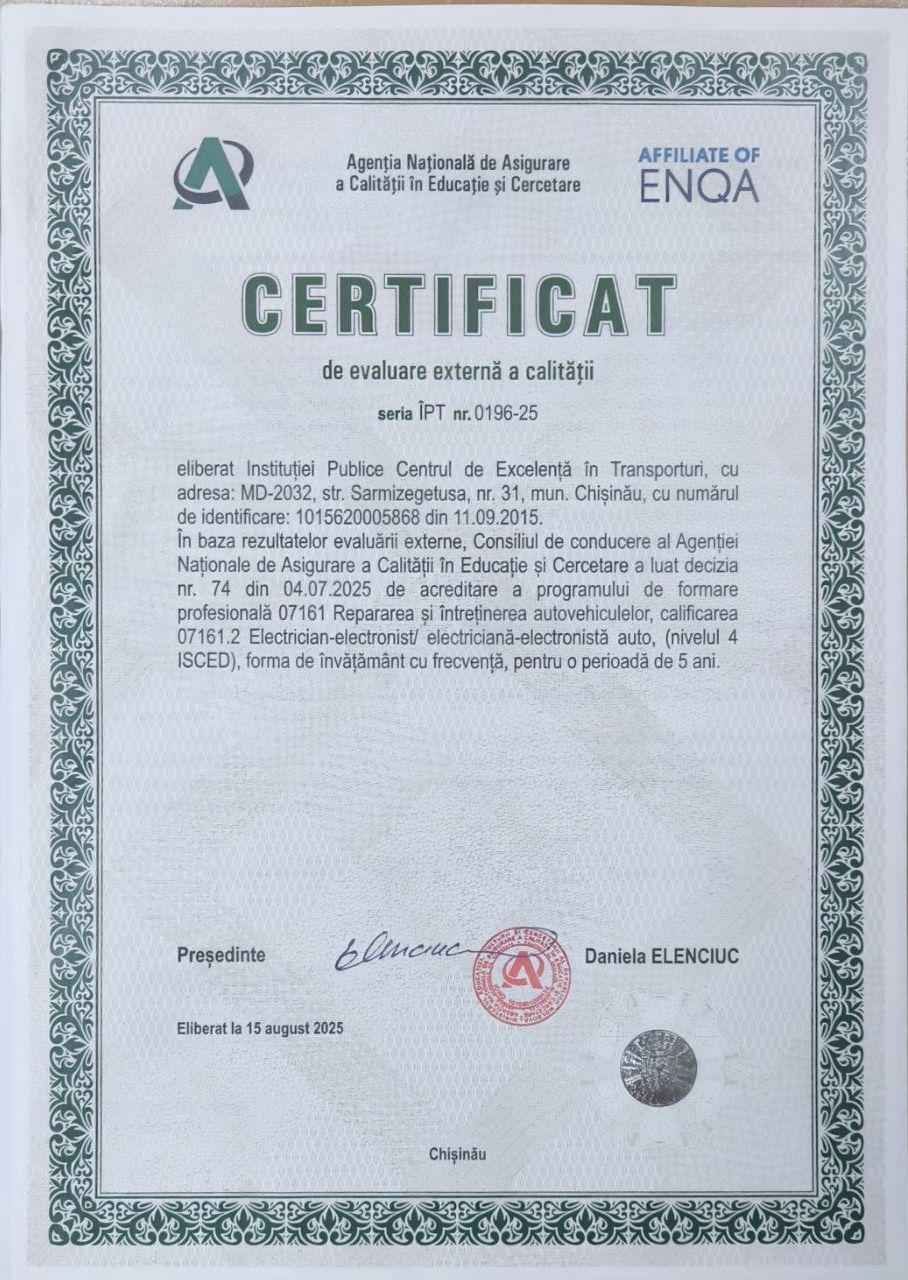 Agenția Națională de Asigurare
a Calității în Educație și Cercetare
AFFILIATE OF
ENQA
CERTIFICAT
de evaluare externă a calității
seria ÎPT nr. 0196-25
eliberat Instituției Publice Centrul de Excelență în Transporturi, cu
adresa: MD-2032, str. Sarmizegetusa, nr. 31, mun. Chișinău, cu numărul
de identificare: 1015620005868 din 11.09.2015.
În baza rezultatelor evaluării externe, Consiliul de conducere al Agenției
Naționale de Asigurare a Calității în Educație și Cercetare a luat decizia
nr. 74 din 04.07.2025 de acreditare a programului de formare
profesională 07161 Repararea și întreținerea autovehiculelor, calificarea
07161.2 Electrician-electronist/ electriciană-electronistă auto, (nivelul 4
ISCED), forma de învățământ cu frecvență, pentru o perioadă de 5 ani.
Președinte
Daniela ELENCIUC
Eliberat la 15 august 2025
Chișinău